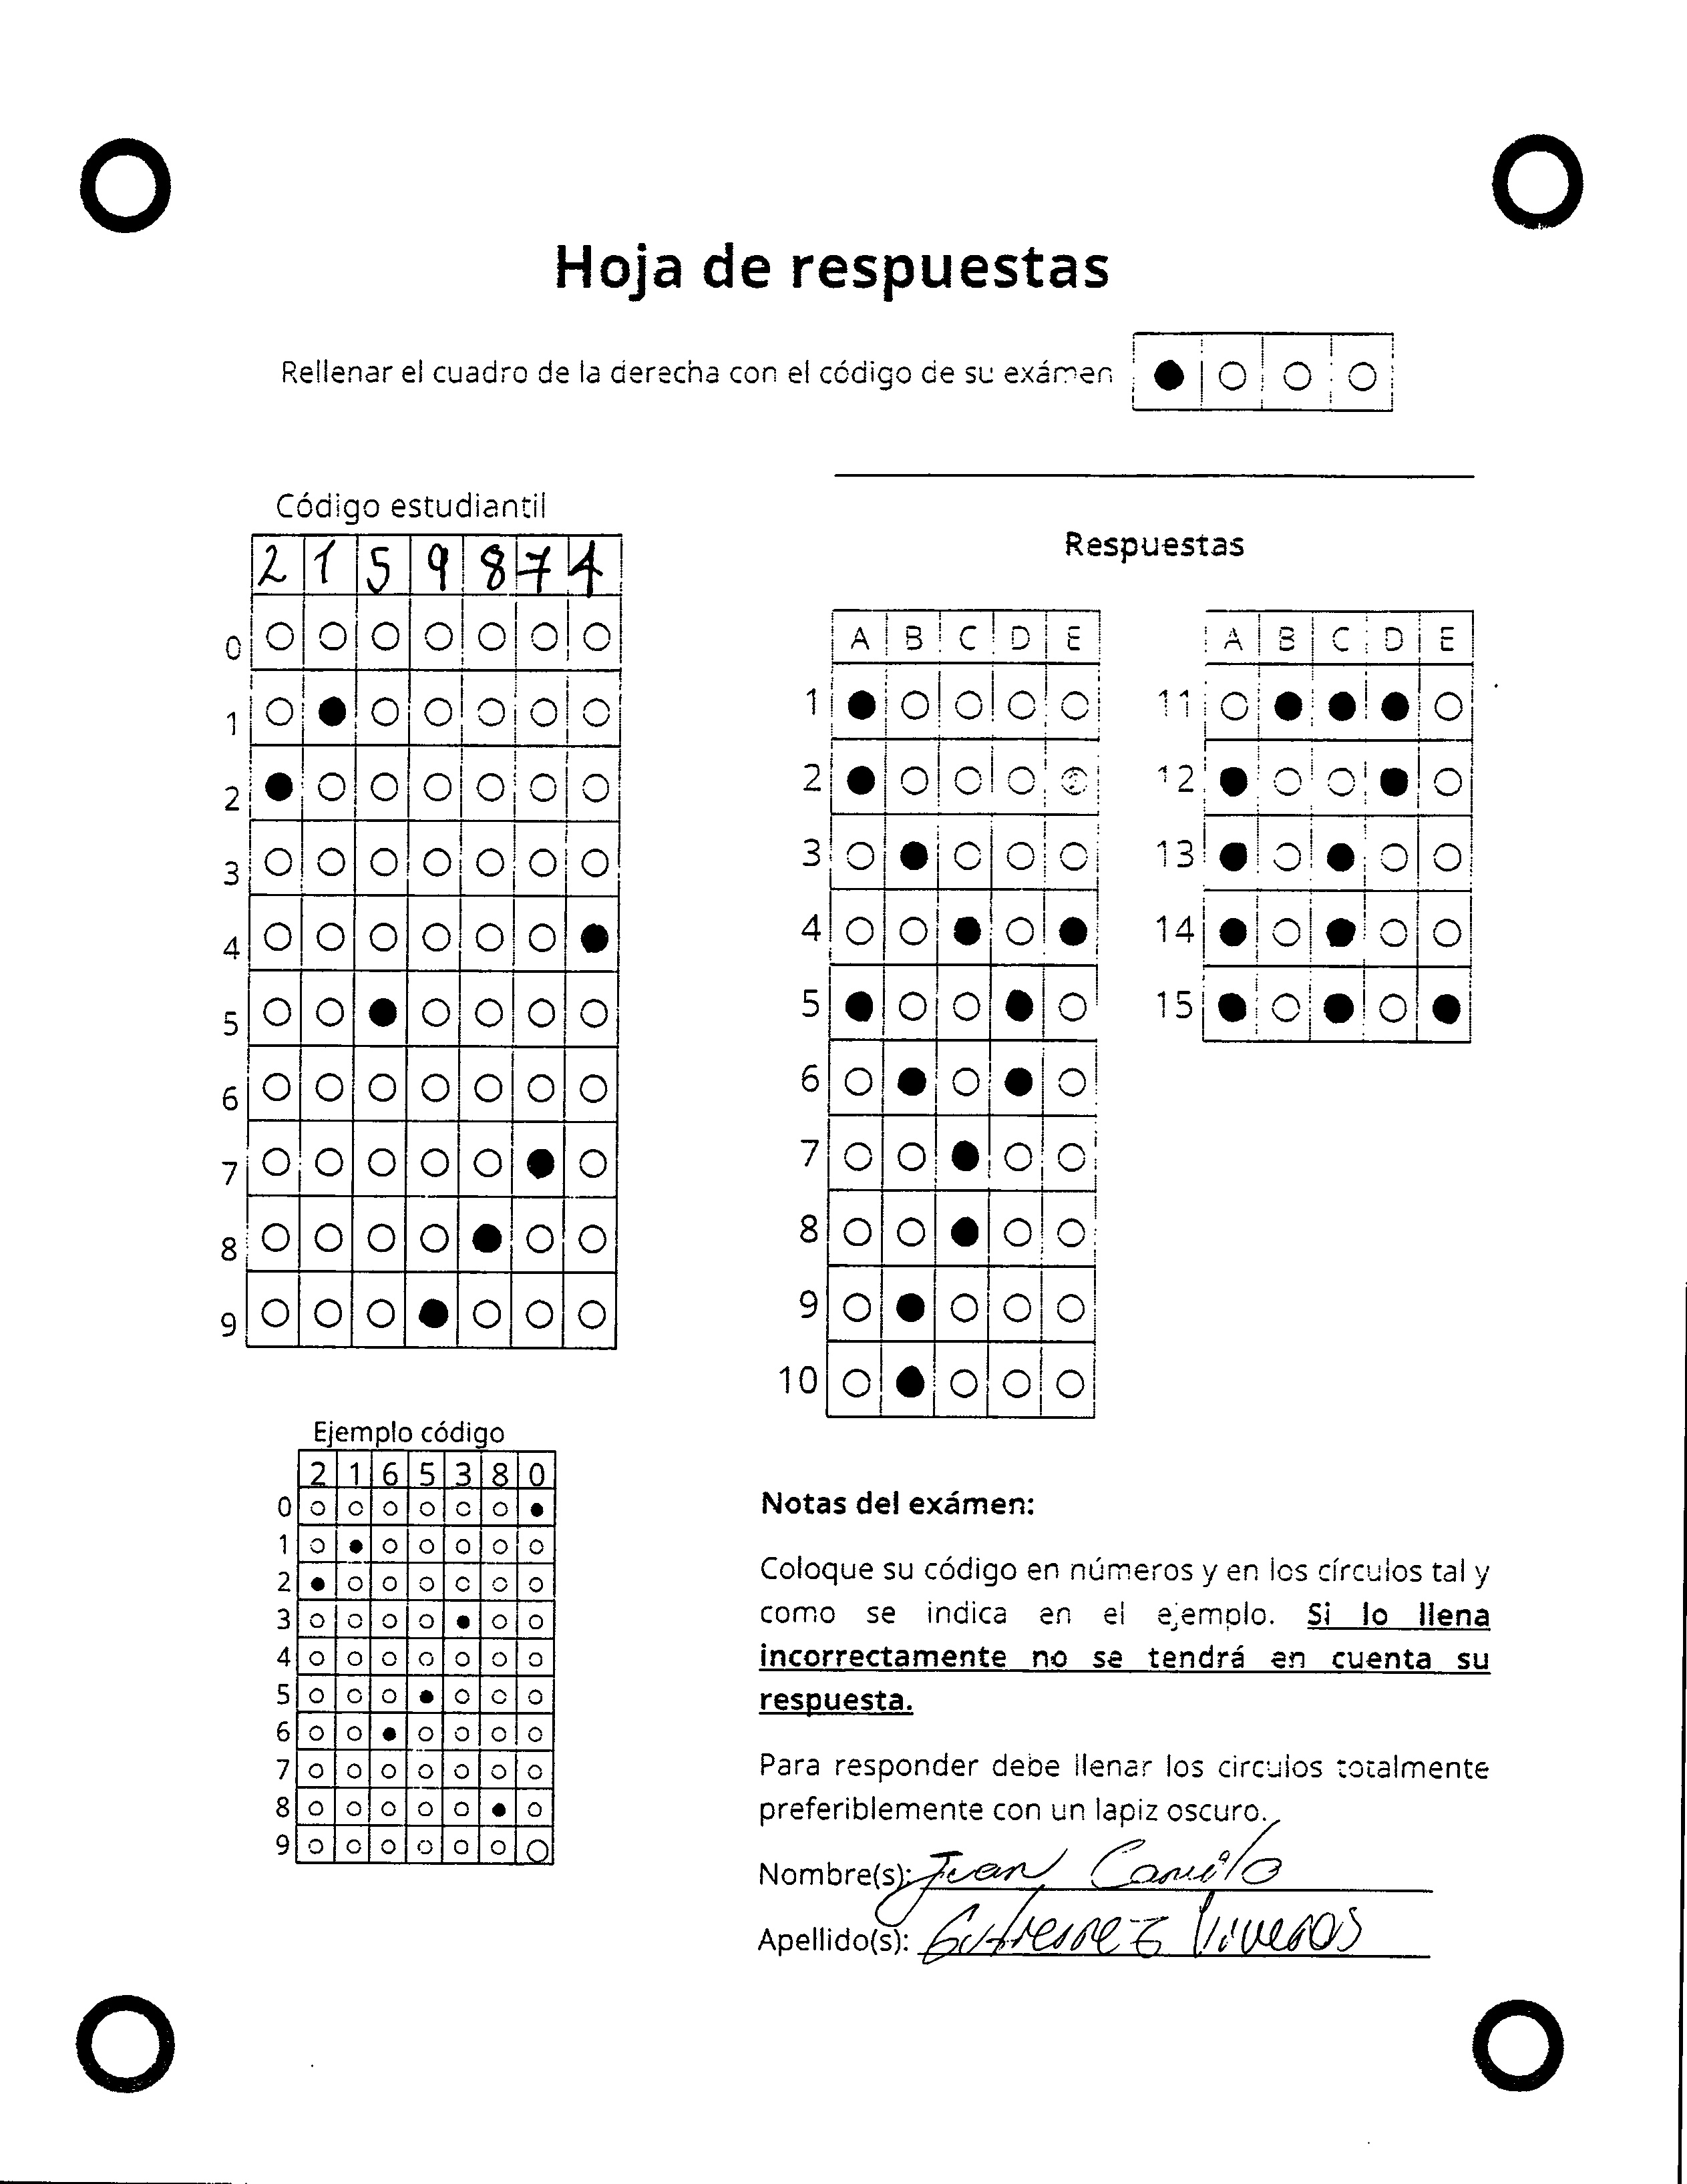 Hoja de respuestas
Rellenar el cuadro de la derecha con el código de su exámen
Código estudiantil
2 1 5 9 8 7 4
0
1
2
3
4
5
6
7
8
9
Respuestas
A B C D E
1
2
3
4
5
6
7
8
9
10
A B C D E
11
12
13
14
15
Ejemplo código
2 1 6 5 3 8 0
0
1
2
3
4
5
6
7
8
9
Notas del exámen:
Coloque su código en números y en los círculos tal y
como se indica en el ejemplo. Si lo llena
incorrectamente no se tendrá en cuenta su
respuesta.
Para responder debe llenar los circulos totalmente
preferiblemente con un lapiz oscuro.
Nombre(s): Juan Camilo
Apellido(s): Gutierrez Viveros